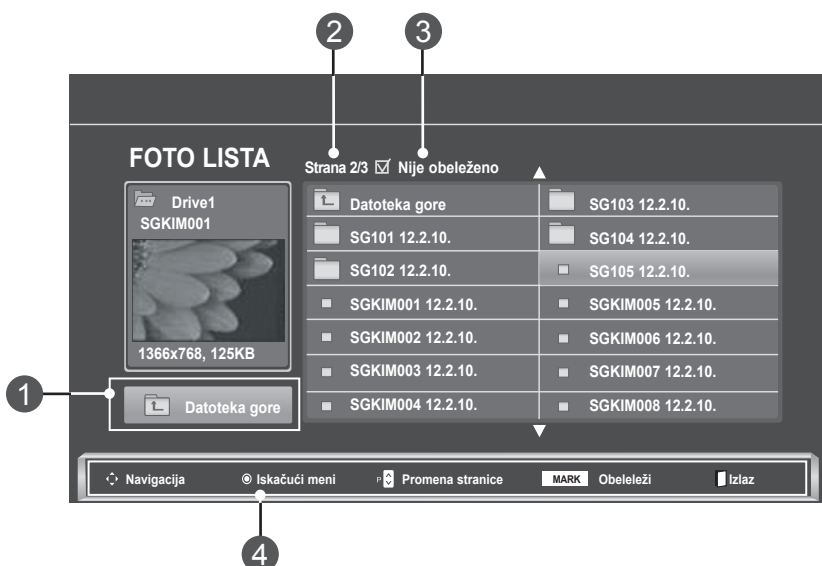 2
3
FOTO LISTA
Strana 2/3 Nije obeleženo
Drive1
SGKIM001
1366x768, 125KB
Datoteka gore
SG101 12.2.10.
SG102 12.2.10.
SGKIM001 12.2.10.
SGKIM002 12.2.10.
SGKIM003 12.2.10.
SGKIM004 12.2.10.
SG103 12.2.10.
SG104 12.2.10.
SG105 12.2.10.
SGKIM005 12.2.10.
SGKIM006 12.2.10.
SGKIM007 12.2.10.
SGKIM008 12.2.10.
1
Datoteka gore
Navigacija Iskačući meni P Promena stranice MARK Obeleleži Izlaz
4